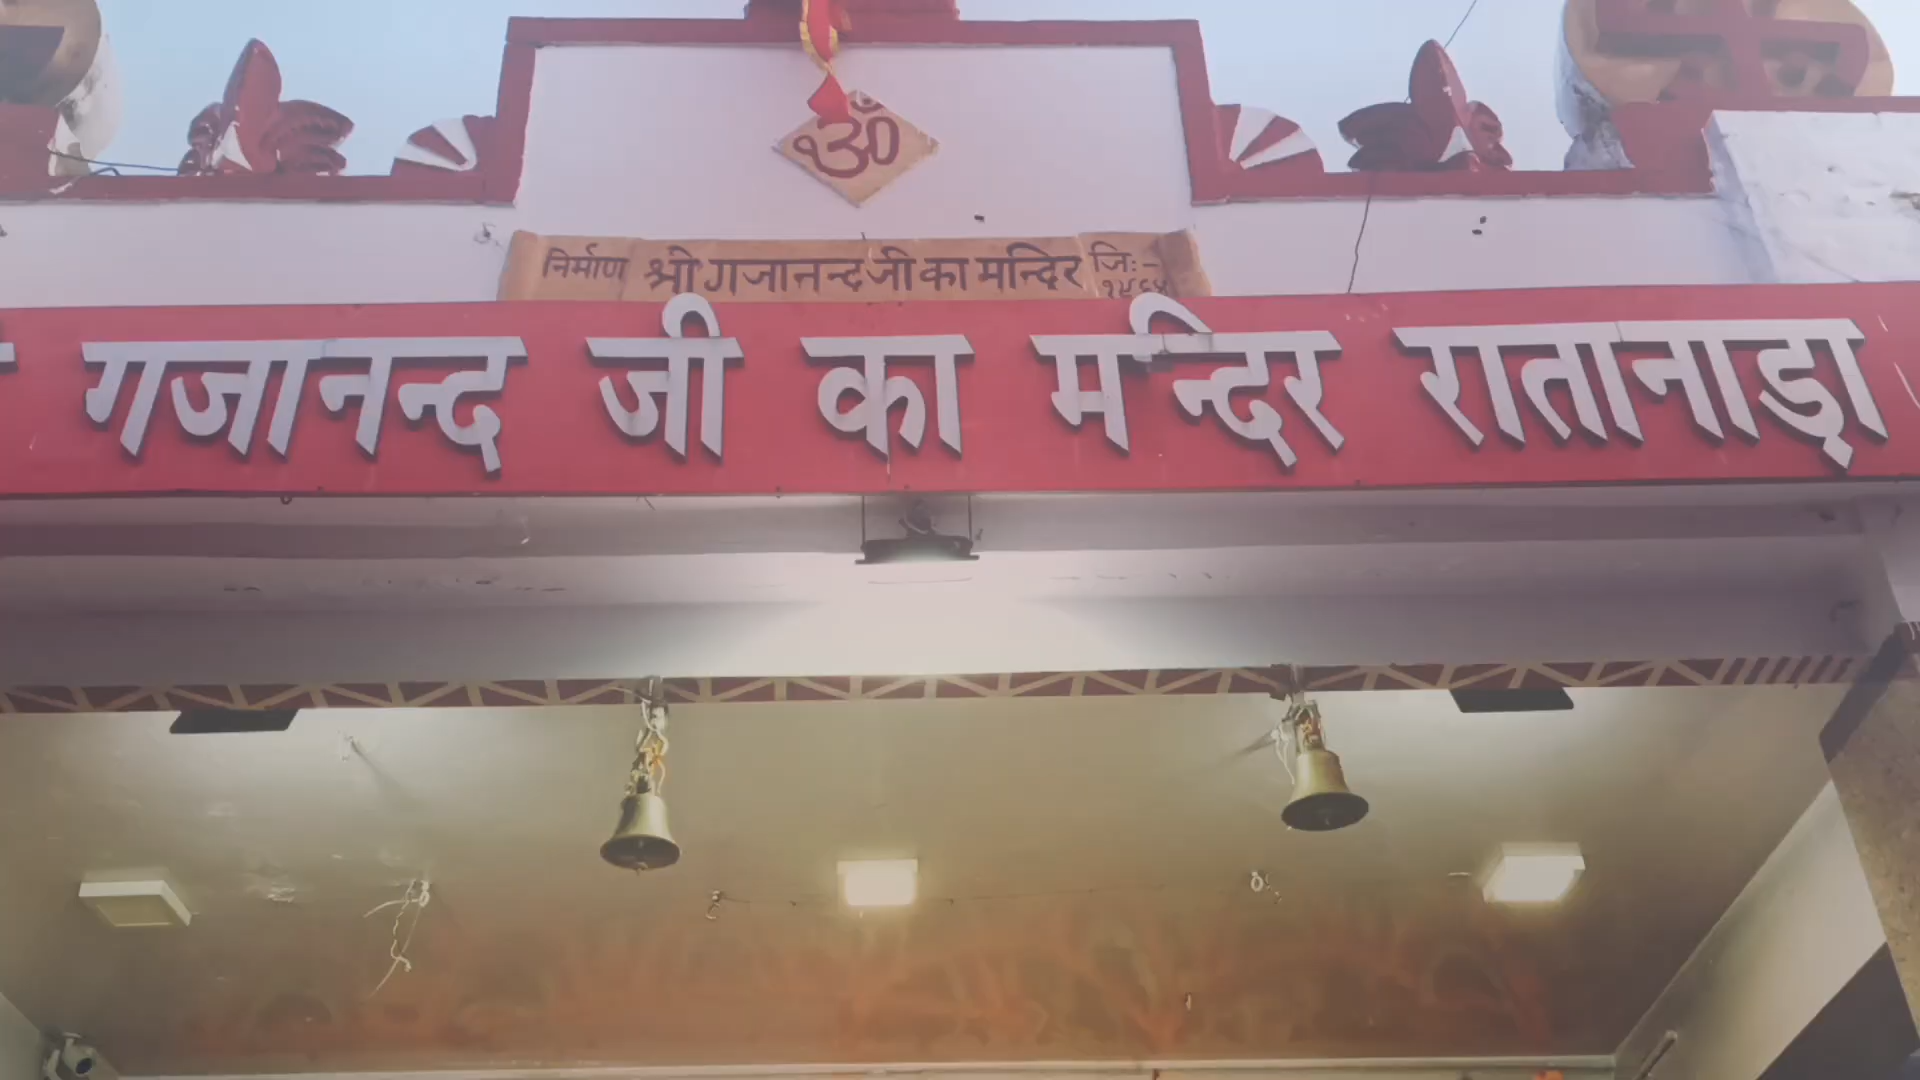 ॐ
निर्माण श्री गजानन्द जी का मन्दिर जि:-
गजानन्द जी का मन्दिर रातानाड़ा